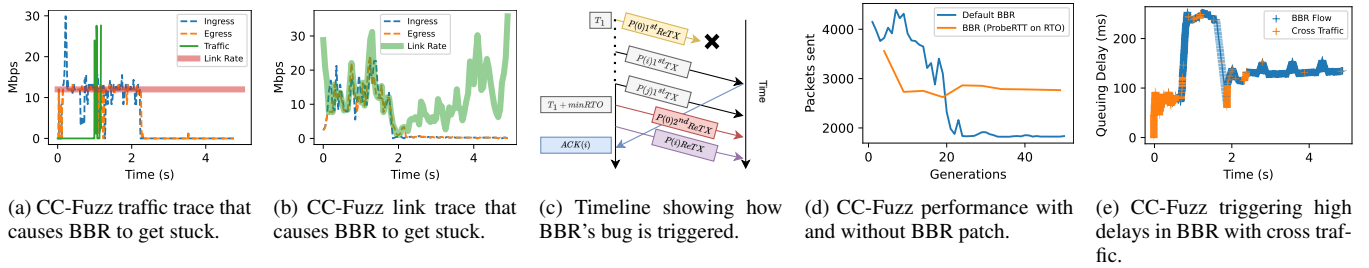 30
20
10
0
Mbps
0
2
4
Time (s)
Ingress
Egress
Traffic
Link Rate
30
20
10
0
Mbps
0
2
4
Time (s)
Ingress
Egress
Link Rate
T1
P(0)1stReTX
P(i)1stTX
P(j)1stTX
T1 + minRTO
P(0)2ndReTX
ACK(i)
P(i)ReTX
Time
4000
3000
2000
Packets sent
0
20
40
Generations
Default BBR
BBR (ProbeRTT on RTO)
200
100
0
Queuing Delay (ms)
0
2
4
Time (s)
BBR Flow
Cross Traffic
(a) CC-Fuzz traffic trace that
causes BBR to get stuck.
(b) CC-Fuzz link trace that
causes BBR to get stuck.
(c) Timeline showing how
BBR's bug is triggered.
(d) CC-Fuzz performance with
and without BBR patch.
(e) CC-Fuzz triggering high
delays in BBR with cross traf-
fic.